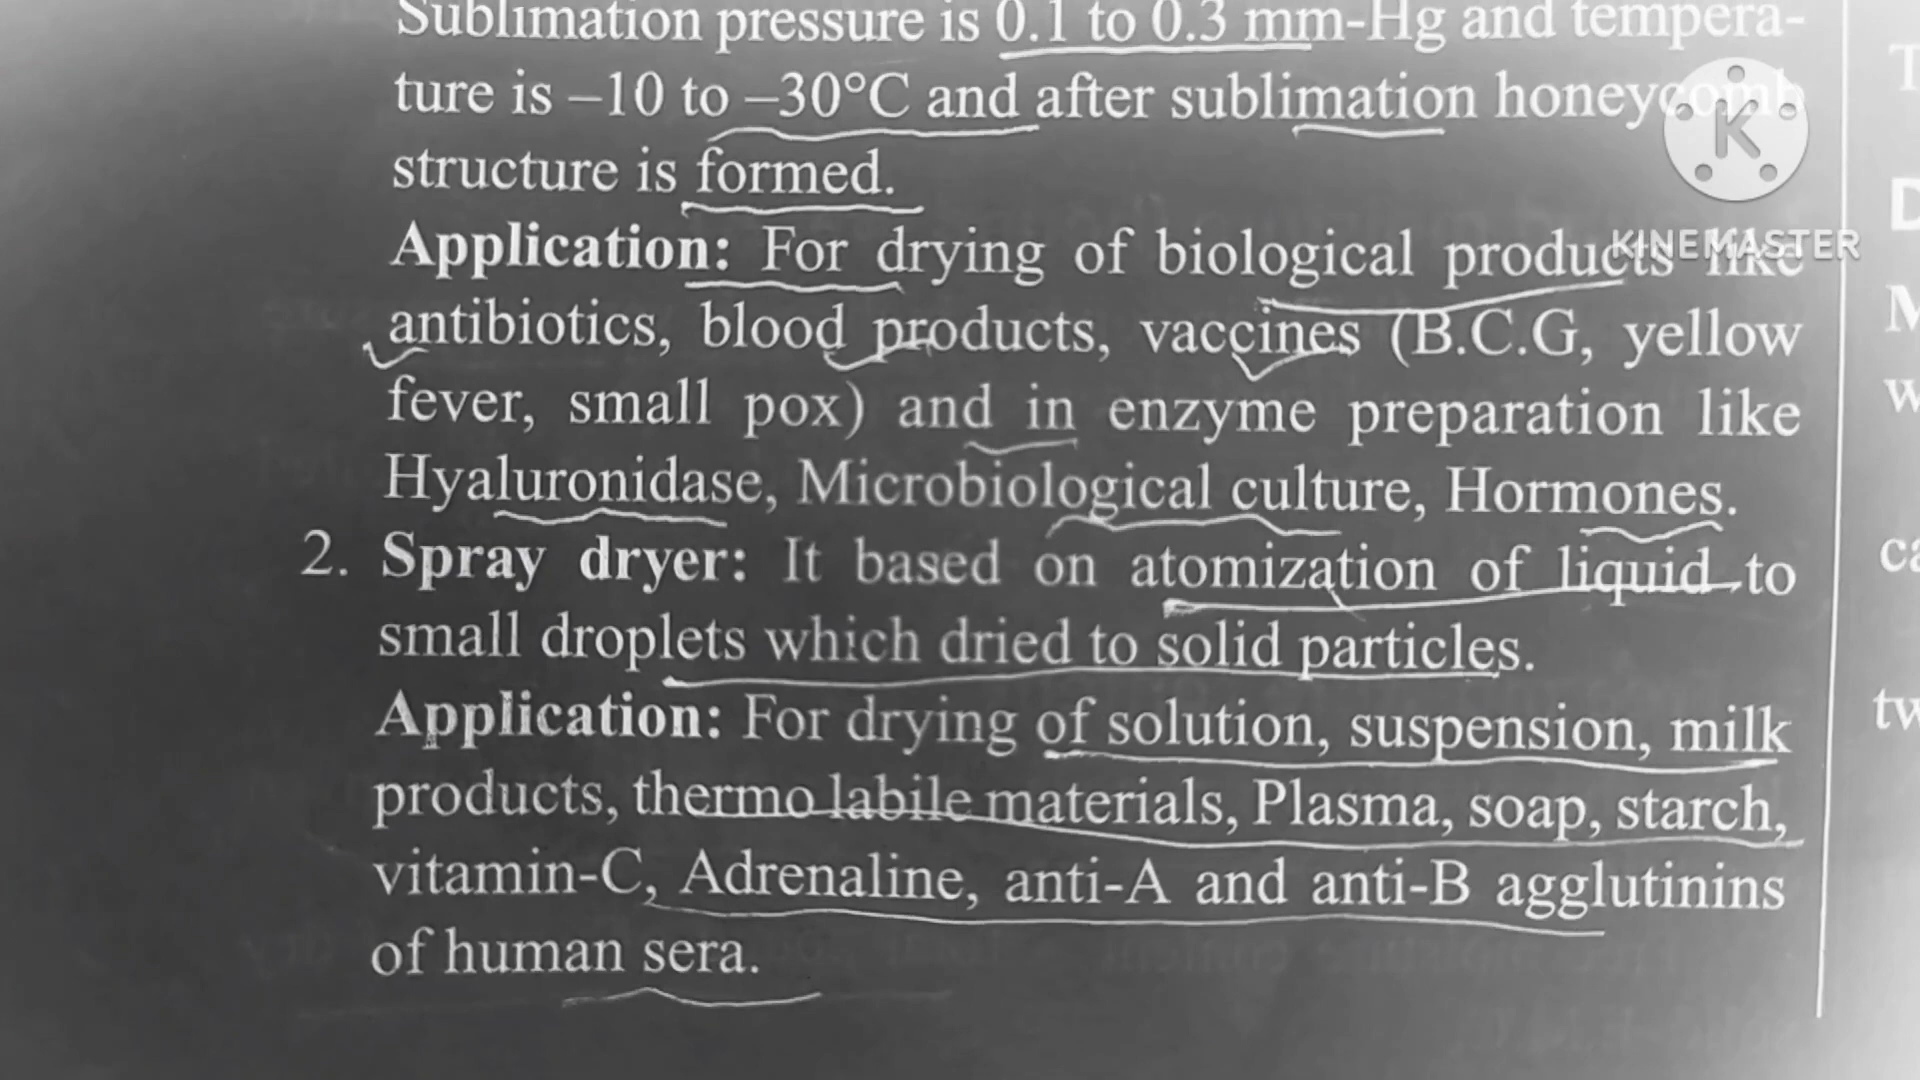 Sublimation pressure is 0.1 to 0.3 mm-Hg and tempera-
ture is –10 to –30°C and after sublimation honeycomb
structure is formed.
Application: For drying of biological products like
antibiotics, blood products, vaccines (B.C.G, yellow
fever, small pox) and in enzyme preparation like
Hyaluronidase, Microbiological culture, Hormones.
2. Spray dryer: It based on atomization of liquid to
small droplets which dried to solid particles.
Application: For drying of solution, suspension, milk
products, thermo labile materials, Plasma, soap, starch,
vitamin-C, Adrenaline, anti-A and anti-B agglutinins
of human sera.
K
KINEMASTER